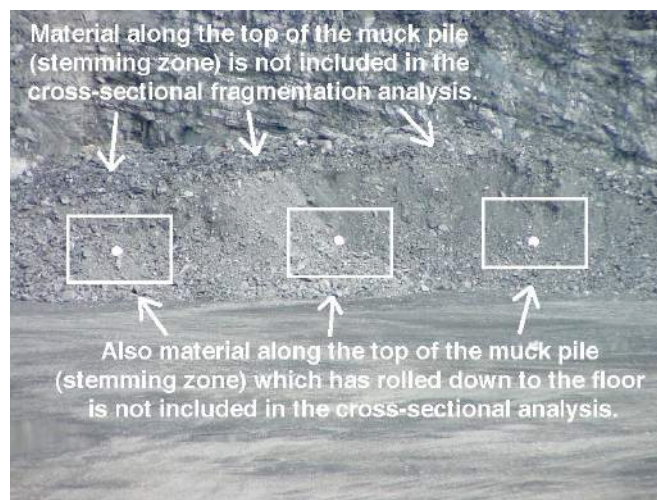 Material along the top of the muck pile
(stemming zone) is not included in the
cross-sectional fragmentation analysis.
Also material along the top of the muck pile
(stemming zone) which has rolled down to the floor
is not included in the cross-sectional analysis.